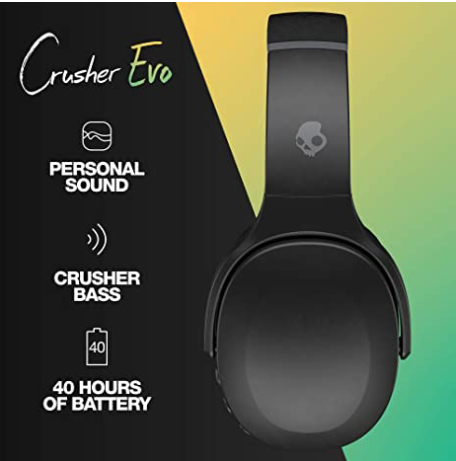 Crusher Evo
PERSONAL
SOUND
CRUSHER
BASS
40
40 HOURS
OF BATTERY